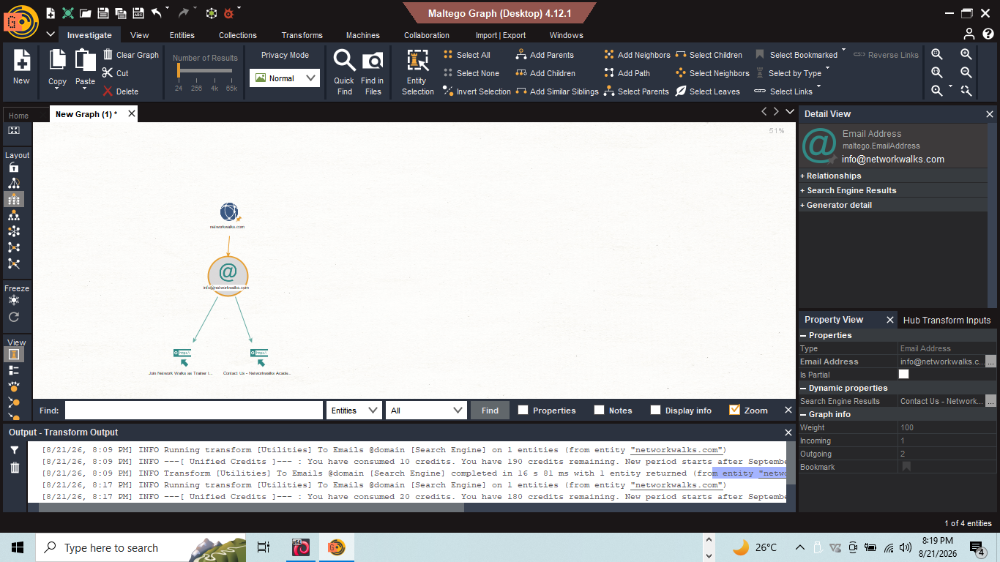 Maltego Graph (Desktop) 4.12.1
Investigate View Entities Collections Transforms Machines Collaboration Import | Export Windows
New
Copy
Paste
Clear Graph
Cut
Delete
Number of Results
24 256 4k 65k
Privacy Mode
Normal
Quick Find
Find in Files
Entity Selection
Select All
Select None
Invert Selection
Add Parents
Add Children
Add Similar Siblings
Add Neighbors
Add Path
Select Parents
Select Children
Select Neighbors
Select Leaves
Select Bookmarked
Select by Type
Select Links
Reverse Links
Home
New Graph (1) *
Layout
Freeze
View
51%
networkwalks.com
info@networkwalks.com
https://
https://
Join Network Walks as Trainer I...
Contact Us - Networkwalks Acade...
Find:
Entities
All
Find
Properties
Notes
Display info
Zoom
Output - Transform Output
[8/21/26, 8:09 PM] INFO Running transform [Utilities] To Emails @domain [Search Engine] on 1 entities (from entity "networkwalks.com")
[8/21/26, 8:09 PM] INFO ---[ Unified Credits ]--- : You have consumed 10 credits. You have 190 credits remaining. New period starts after Septembe
[8/21/26, 8:09 PM] INFO Transform [Utilities] To Emails @domain [Search Engine] completed in 16 s 81 ms with 1 entity returned (from entity "netwo
[8/21/26, 8:17 PM] INFO Running transform [Utilities] To Emails @domain [Search Engine] on 1 entities (from entity "networkwalks.com")
[8/21/26, 8:17 PM] INFO ---[ Unified Credits ]--- : You have consumed 20 credits. You have 180 credits remaining. New period starts after Septembe
Detail View
Email Address
maltego.EmailAddress
info@networkwalks.com
+ Relationships
+ Search Engine Results
+ Generator detail
Property View
Hub Transform Inputs
Properties
Type Email Address
Email Address info@networkwalks.c... ...
Is Partial
Dynamic properties
Search Engine Results Contact Us - Network... ...
Graph info
Weight 100
Incoming 1
Outgoing 2
Bookmark
1 of 4 entities
Type here to search
x64
26°C
8:19 PM
8/21/2026
4